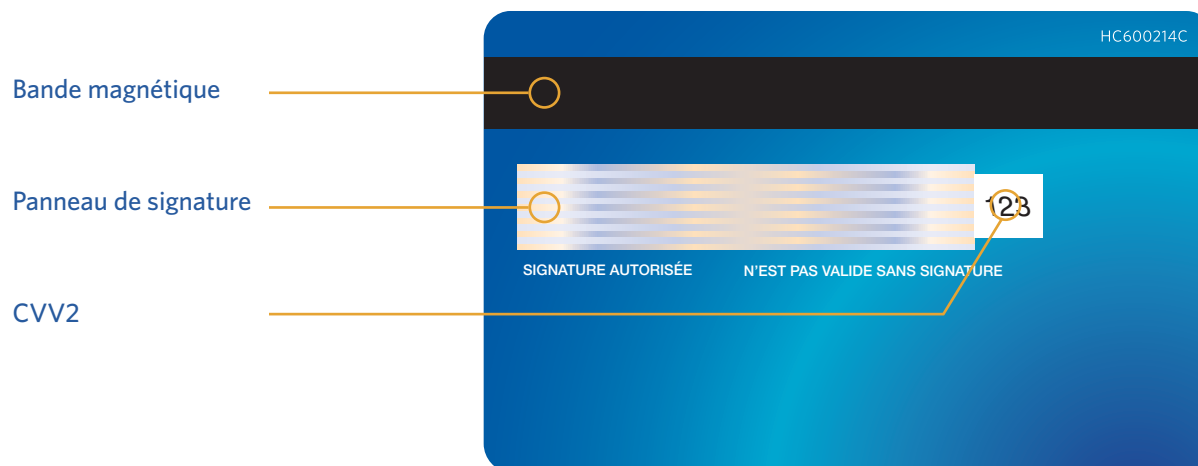 HC600214C
Bande magnétique
Panneau de signature
123
SIGNATURE AUTORISÉE N'EST PAS VALIDE SANS SIGNATURE
CVV2